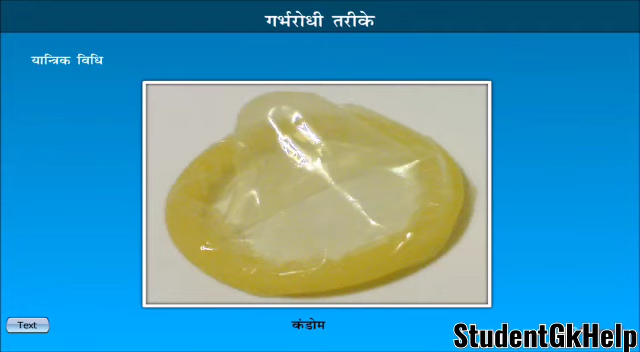 गर्भरोधी तरीके
यान्त्रिक विधि
Text
कंडोम
StudentGkHelp